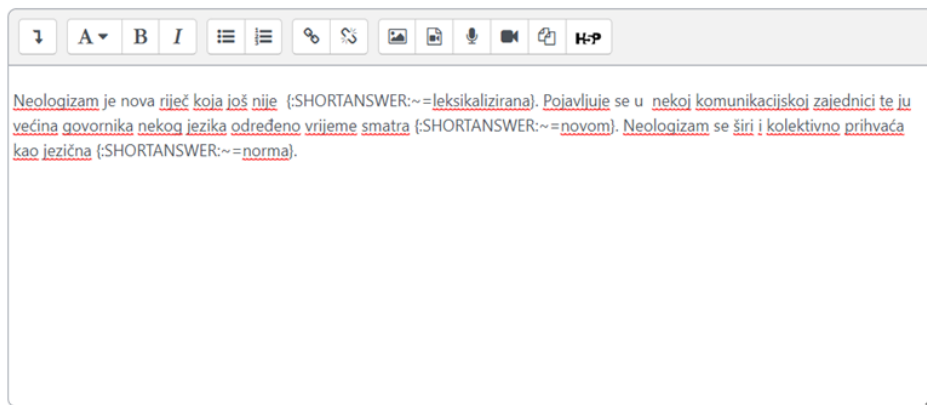 A B I H5P
Neologizam je nova riječ koja još nije {:SHORTANSWER:~=leksikalizirana}. Pojavljuje se u nekoj komunikacijskoj zajednici te ju
većina govornika nekog jezika određeno vrijeme smatra {:SHORTANSWER:~=novom}. Neologizam se širi i kolektivno prihvaća
kao jezična {:SHORTANSWER:~=norma}.